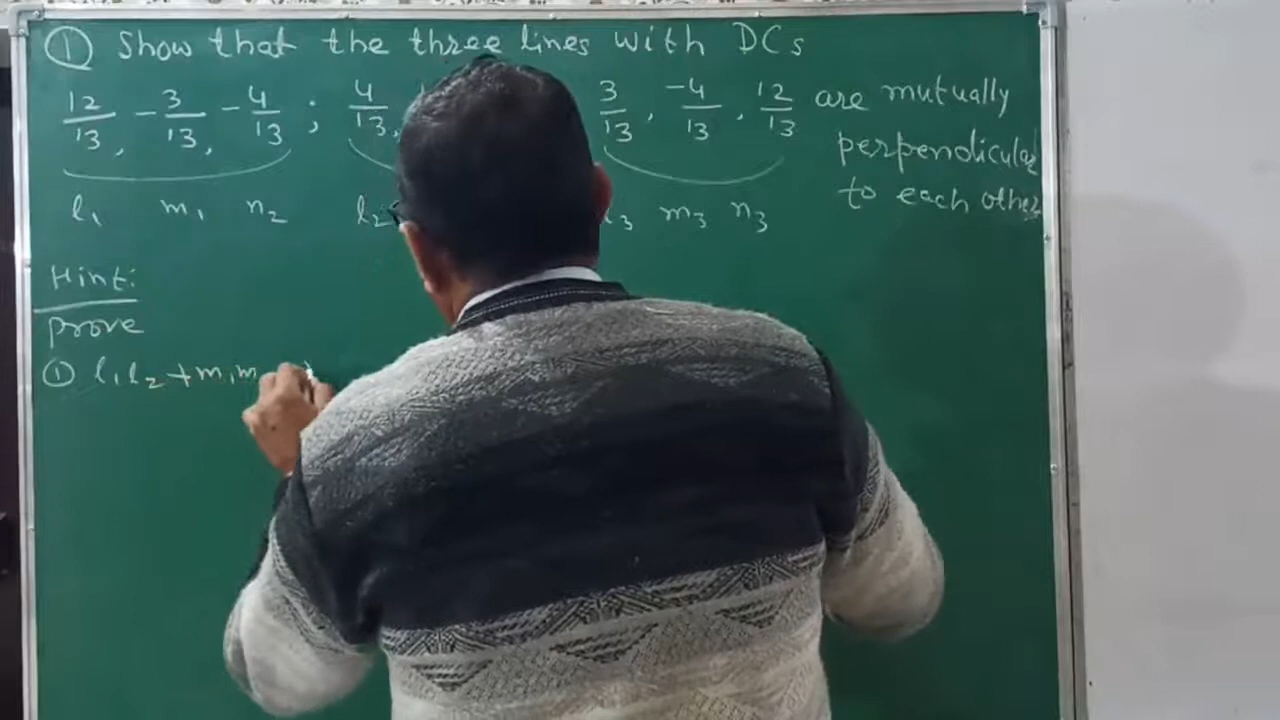 ① Show that the three lines with DCs
12/13, -3/13, -4/13 ; 4/13, 3/13, -4/13, 12/13 are mutually
perpendicular
l₁ m₁ n₂ l₂ m₃ n₃ to each other
Hint:
prove
① l₁l₂ + m₁m